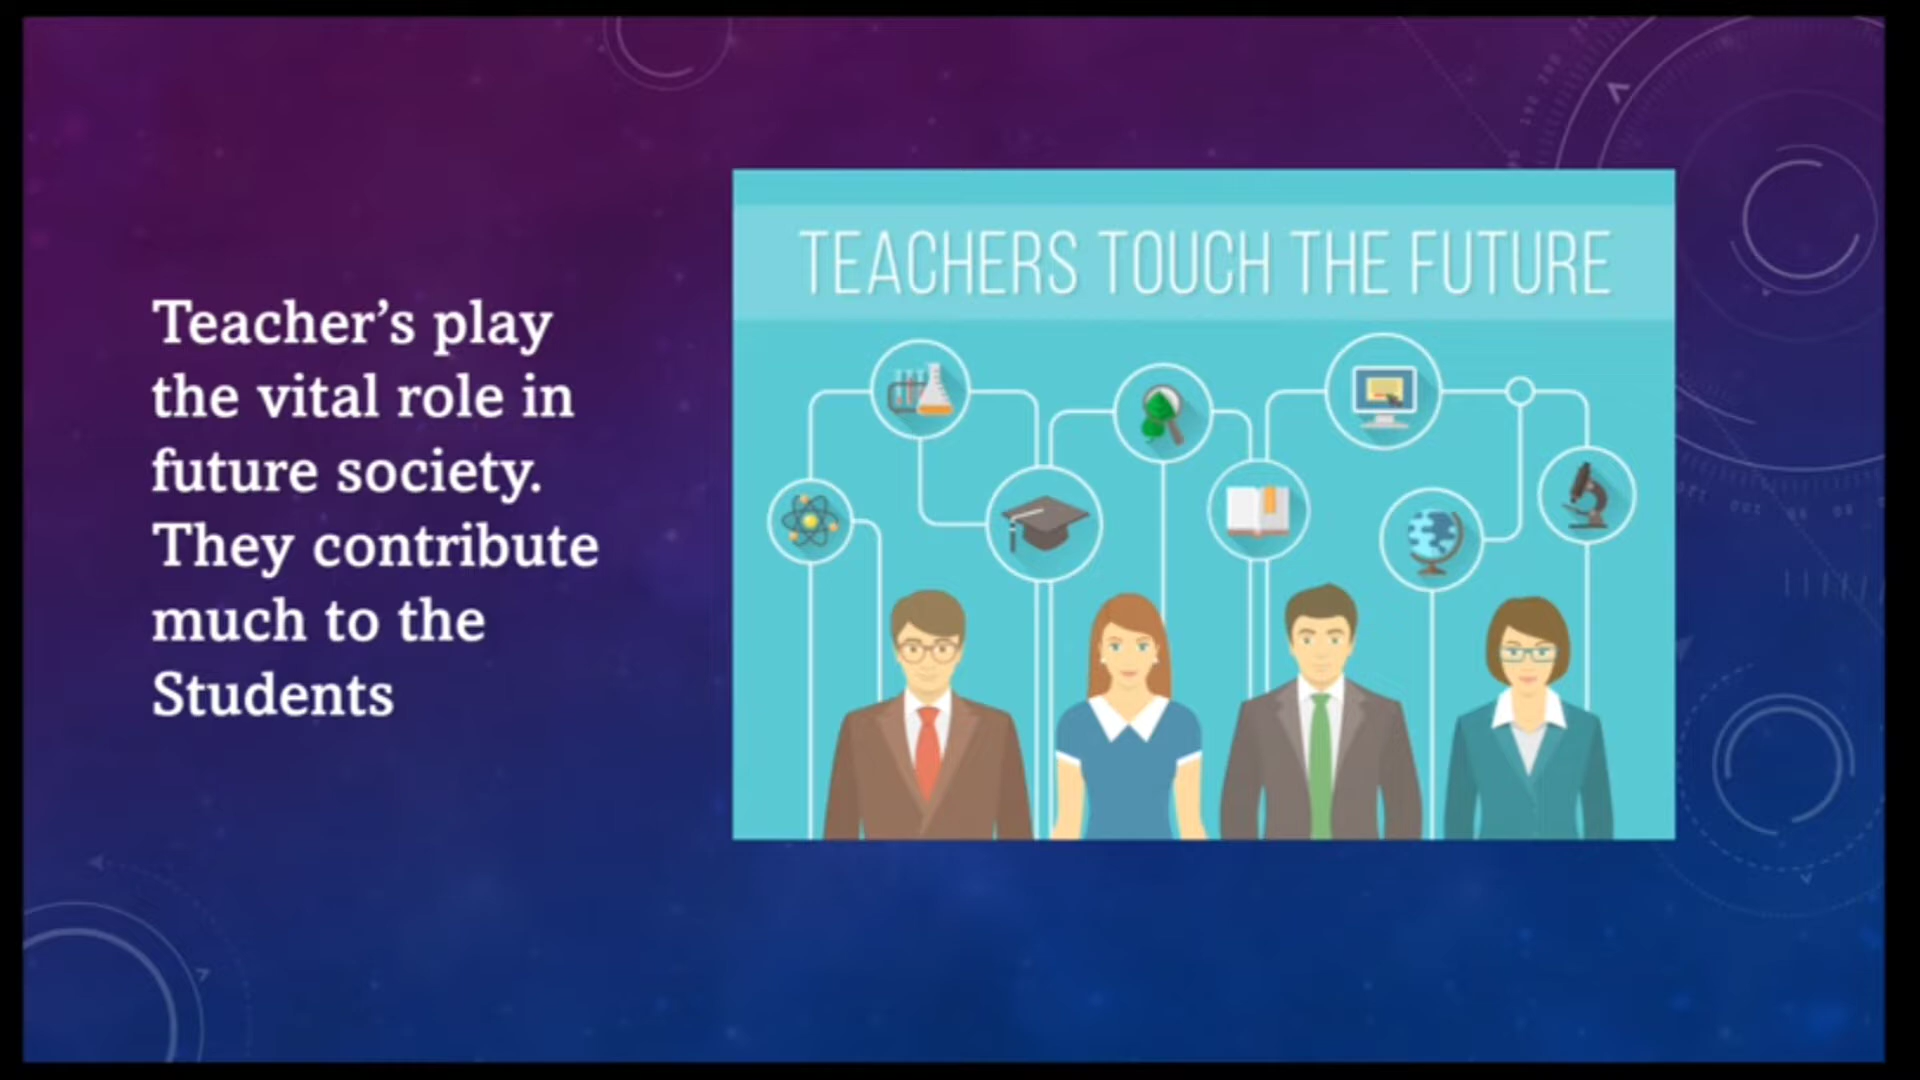 Teacher’s play
the vital role in
future society.
They contribute
much to the
Students
TEACHERS TOUCH THE FUTURE